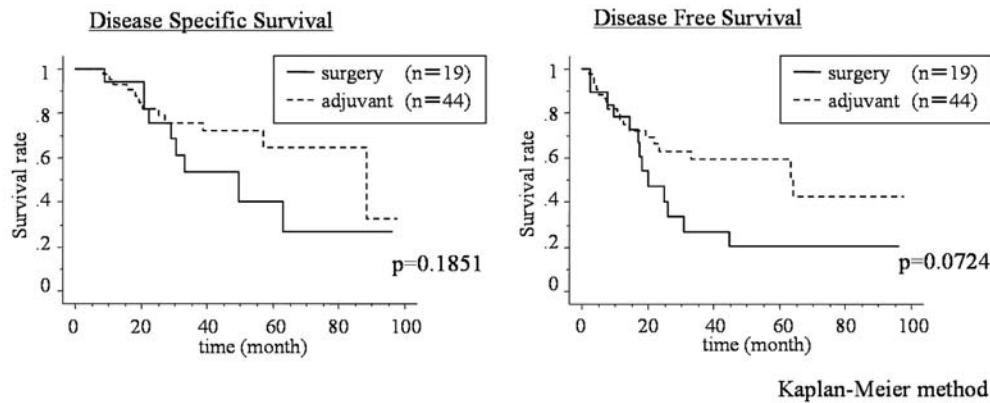 Disease Specific Survival
1
.8
.6
.4
.2
0
Survival rate
surgery (n=19)
adjuvant (n=44)
p=0.1851
0 20 40 60 80 100
time (month)
Disease Free Survival
1
.8
.6
.4
.2
0
Survival rate
surgery (n=19)
adjuvant (n=44)
p=0.0724
0 20 40 60 80 100
time (month)
Kaplan-Meier method